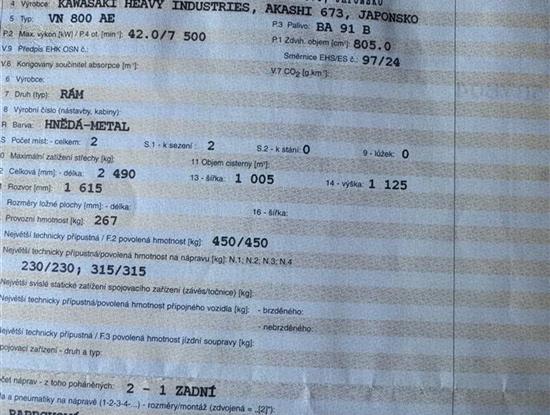 4 Výrobce: KAWASAKI HEAVY INDUSTRIES, AKASHI 673, JAPONSKO
5 Typ: VN 800 AE P.3 Palivo: BA 91 B
P.2 Max. výkon [kW] / P.4 ot. [min⁻¹]: 42.0/7 500 P.1 Zdvih. objem [cm³]: 805.0
V.9 Předpis EHK OSN č.: Směrnice EHS/ES č.: 97/24
V.6 Korigovaný součinitel absorpce [m⁻¹]: V.7 CO₂ [g.km⁻¹]:
6 Výrobce:
7 Druh (typ): RÁM
8 Výrobní číslo (nástavby, kabiny):
R Barva: HNĚDÁ-METAL
S Počet míst: - celkem: 2 S.1 - k sezení: 2 S.2 - k stání: 0 9 - lůžek: 0
0 Maximální zatížení střechy [kg]: 11 Objem cisterny [m³]:
2 Celková [mm]: - délka: 2 490 13 - šířka: 1 005 14 - výška: 1 125
Rozvor [mm]: 1 615
Rozměry ložné plochy [mm]: - délka: 16 - šířka:
Provozní hmotnost [kg]: 267
Největší technicky přípustná / F.2 povolená hmotnost [kg]: 450/450
Největší technicky přípustná/povolená hmotnost na nápravu [kg]: N.1; N.2; N.3; N.4
230/230; 315/315
Největší svislé statické zatížení spojovacího zařízení (závěs/točnice) [kg]:
Největší technicky přípustná/povolená hmotnost přípojného vozidla [kg]: - brzděného:
- nebrzděného:
Největší technicky přípustná / F.3 povolená hmotnost jízdní soupravy [kg]:
pojovací zařízení - druh a typ:
očet náprav - z toho poháněných: 2 - 1 ZADNÍ
la a pneumatiky na nápravě (1-2-3-4-...) - rozměry/montáž (zdvojená = „[2]"):